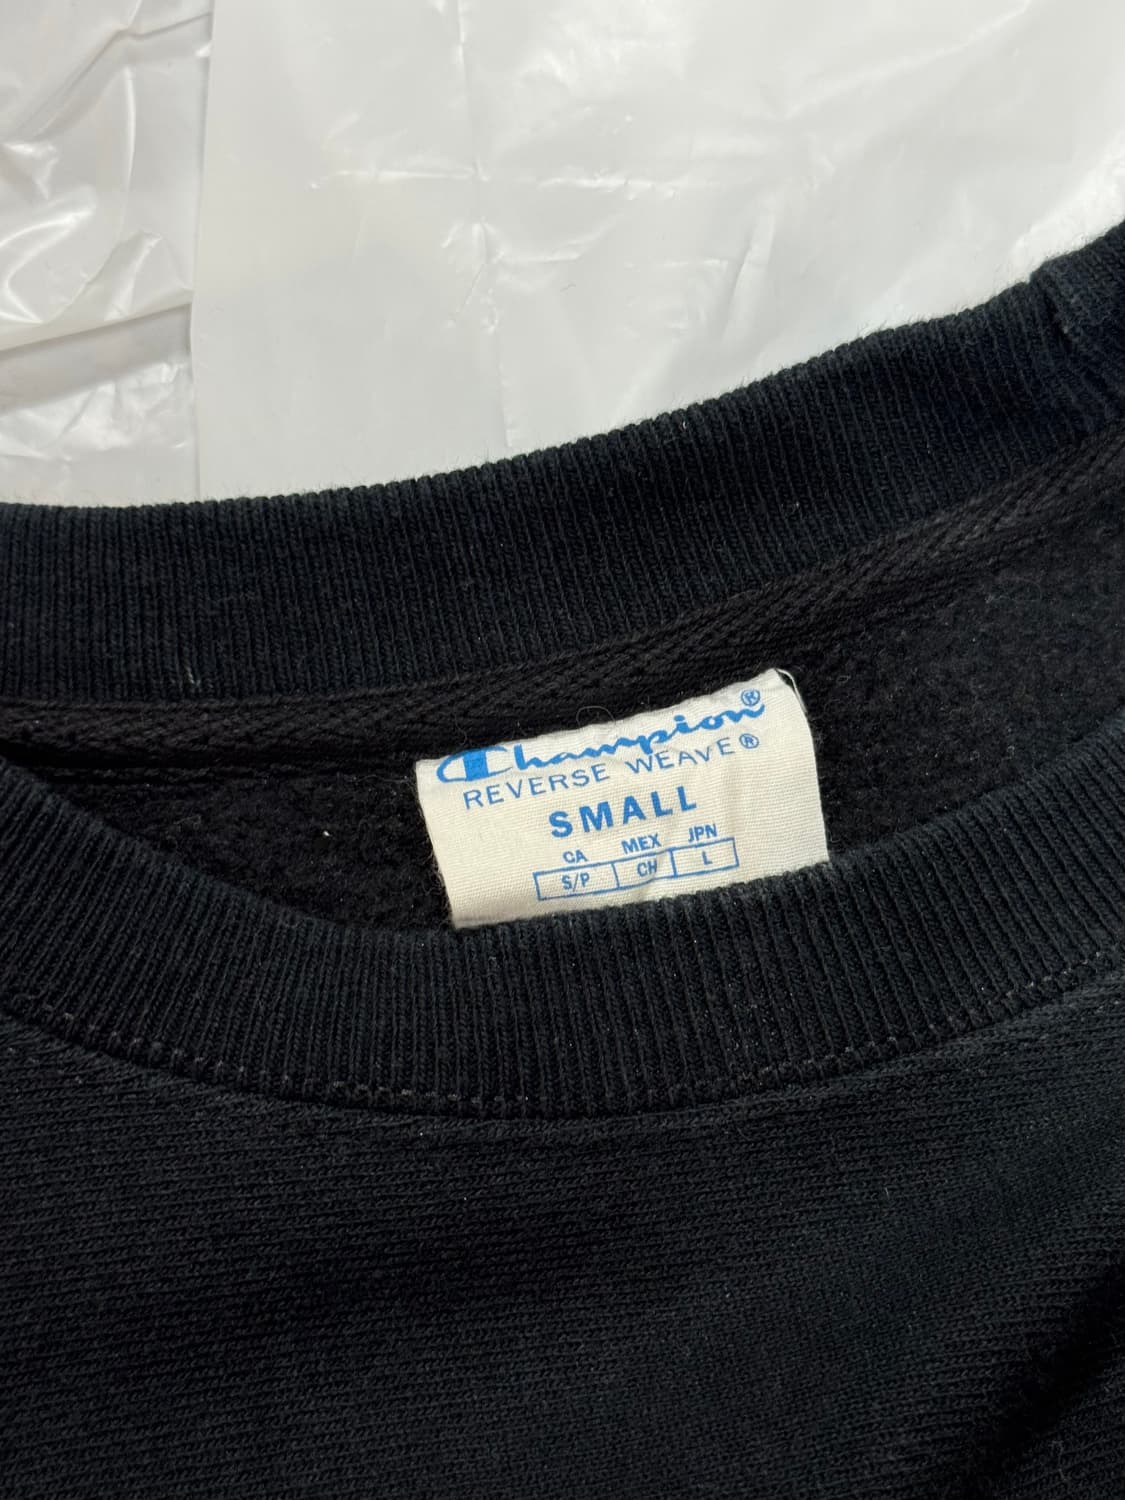 Champion®
REVERSE WEAVE®
SMALL
CA MEX JPN
S/P CH L